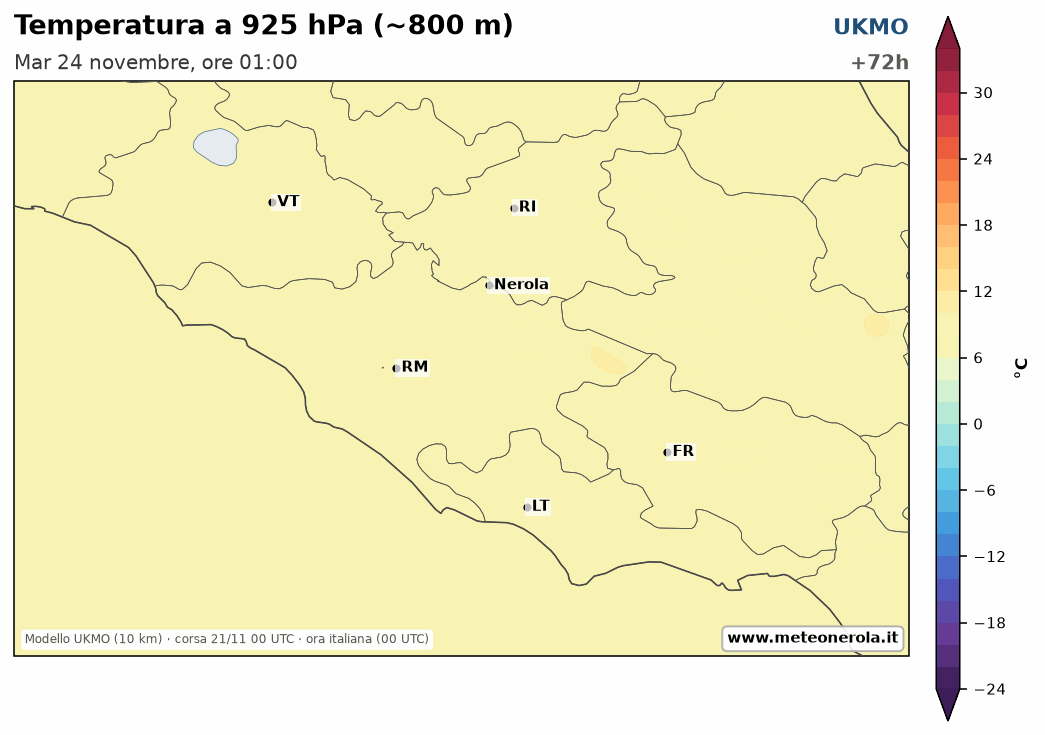 Temperatura a 925 hPa (~800 m)
UKMO
Mar 24 novembre, ore 01:00
+72h
30
24
18
12
6
0
−6
−12
−18
−24
°C
VT
RI
Nerola
RM
FR
LT
Modello UKMO (10 km) · corsa 21/11 00 UTC · ora italiana (00 UTC)
www.meteonerola.it